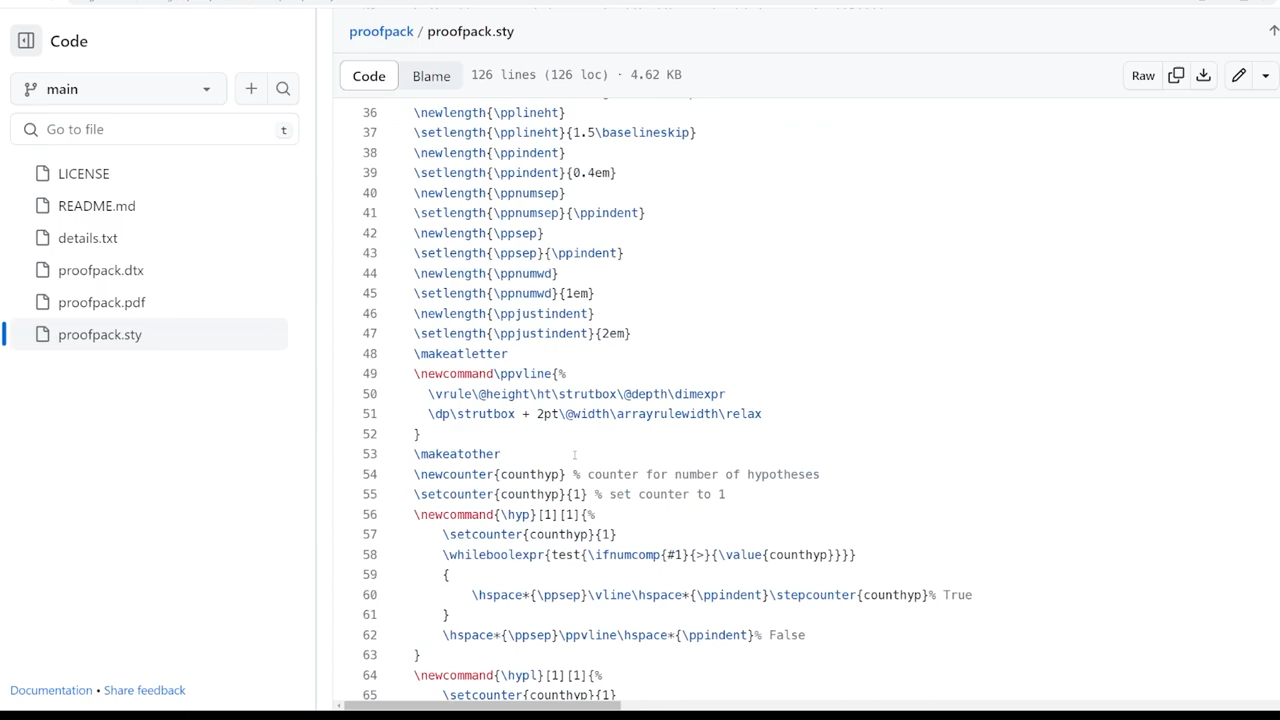 Code
main
Go to file
t
LICENSE
README.md
details.txt
proofpack.dtx
proofpack.pdf
proofpack.sty
Documentation • Share feedback
proofpack / proofpack.sty
Code Blame 126 lines (126 loc) · 4.62 KB Raw
36 \newlength{\pplineht}
37 \setlength{\pplineht}{1.5\baselineskip}
38 \newlength{\ppindent}
39 \setlength{\ppindent}{0.4em}
40 \newlength{\ppnumsep}
41 \setlength{\ppnumsep}{\ppindent}
42 \newlength{\ppsep}
43 \setlength{\ppsep}{\ppindent}
44 \newlength{\ppnumwd}
45 \setlength{\ppnumwd}{1em}
46 \newlength{\ppjustindent}
47 \setlength{\ppjustindent}{2em}
48 \makeatletter
49 \newcommand\ppvline{%
50 \vrule\@height\ht\strutbox\@depth\dimexpr
51 \dp\strutbox + 2pt\@width\arrayrulewidth\relax
52 }
53 \makeatother
54 \newcounter{counthyp} % counter for number of hypotheses
55 \setcounter{counthyp}{1} % set counter to 1
56 \newcommand{\hyp}[1][1]{%
57 \setcounter{counthyp}{1}
58 \whileboolexpr{test{\ifnumcomp{#1}{>}{\value{counthyp}}}}
59 {
60 \hspace*{\ppsep}\vline\hspace*{\ppindent}\stepcounter{counthyp}% True
61 }
62 \hspace*{\ppsep}\ppvline\hspace*{\ppindent}% False
63 }
64 \newcommand{\hypl}[1][1]{%
65 \setcounter{counthyp}{1}